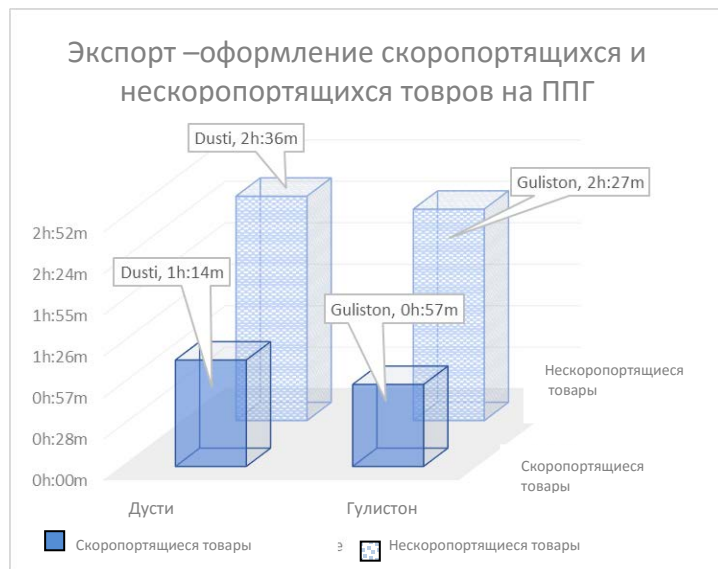 Экспорт –оформление скоропортящихся и
нескоропортящихся товров на ППГ
Dusti, 2h:36m
Guliston, 2h:27m
Dusti, 1h:14m
Guliston, 0h:57m
2h:52m
2h:24m
1h:55m
1h:26m
0h:57m
0h:28m
0h:00m
Нескоропортящиеся
товары
Скоропортящиеся
товары
Дусти
Гулистон
Скоропортящиеся товары
е
Нескоропортящиеся товары